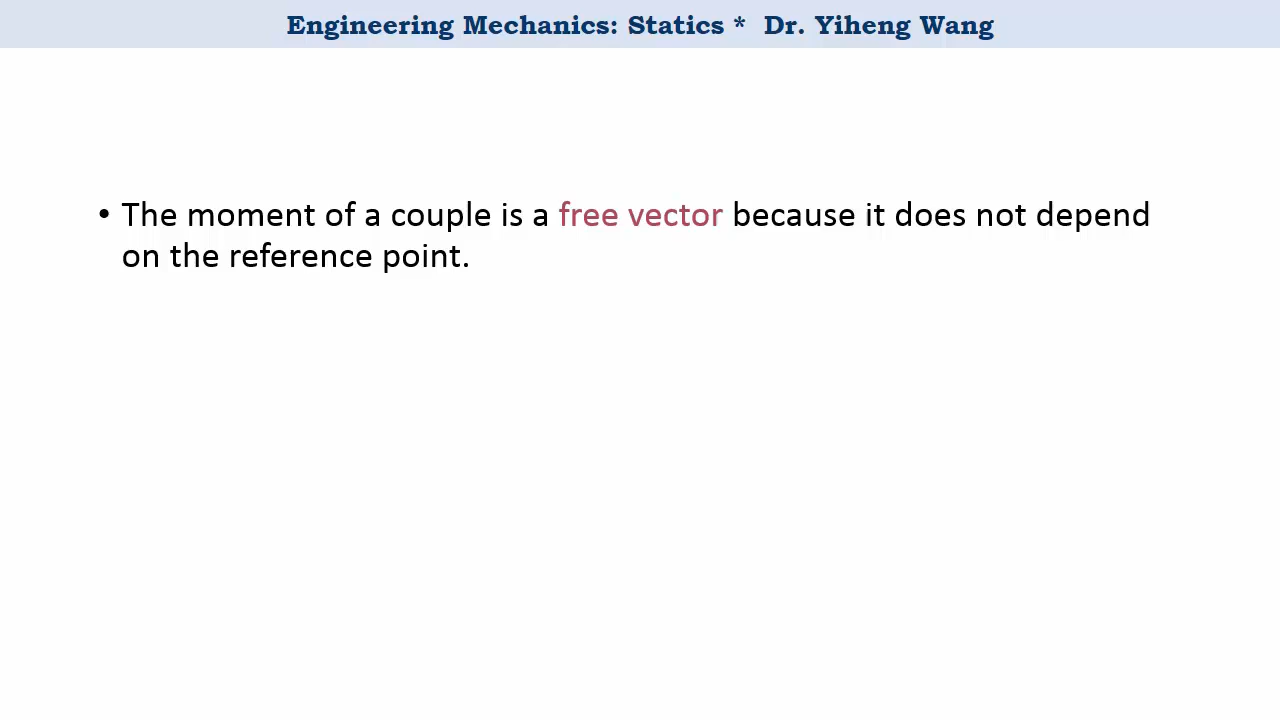 Engineering Mechanics: Statics * Dr. Yiheng Wang
• The moment of a couple is a free vector because it does not depend
on the reference point.